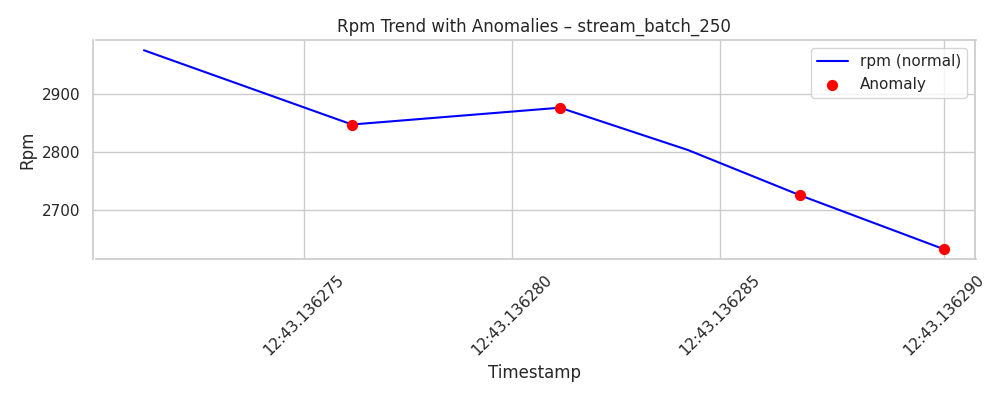 Rpm Trend with Anomalies – stream_batch_250
rpm (normal)
Anomaly
Rpm
2900
2800
2700
12:43.136275
12:43.136280
12:43.136285
12:43.136290
Timestamp